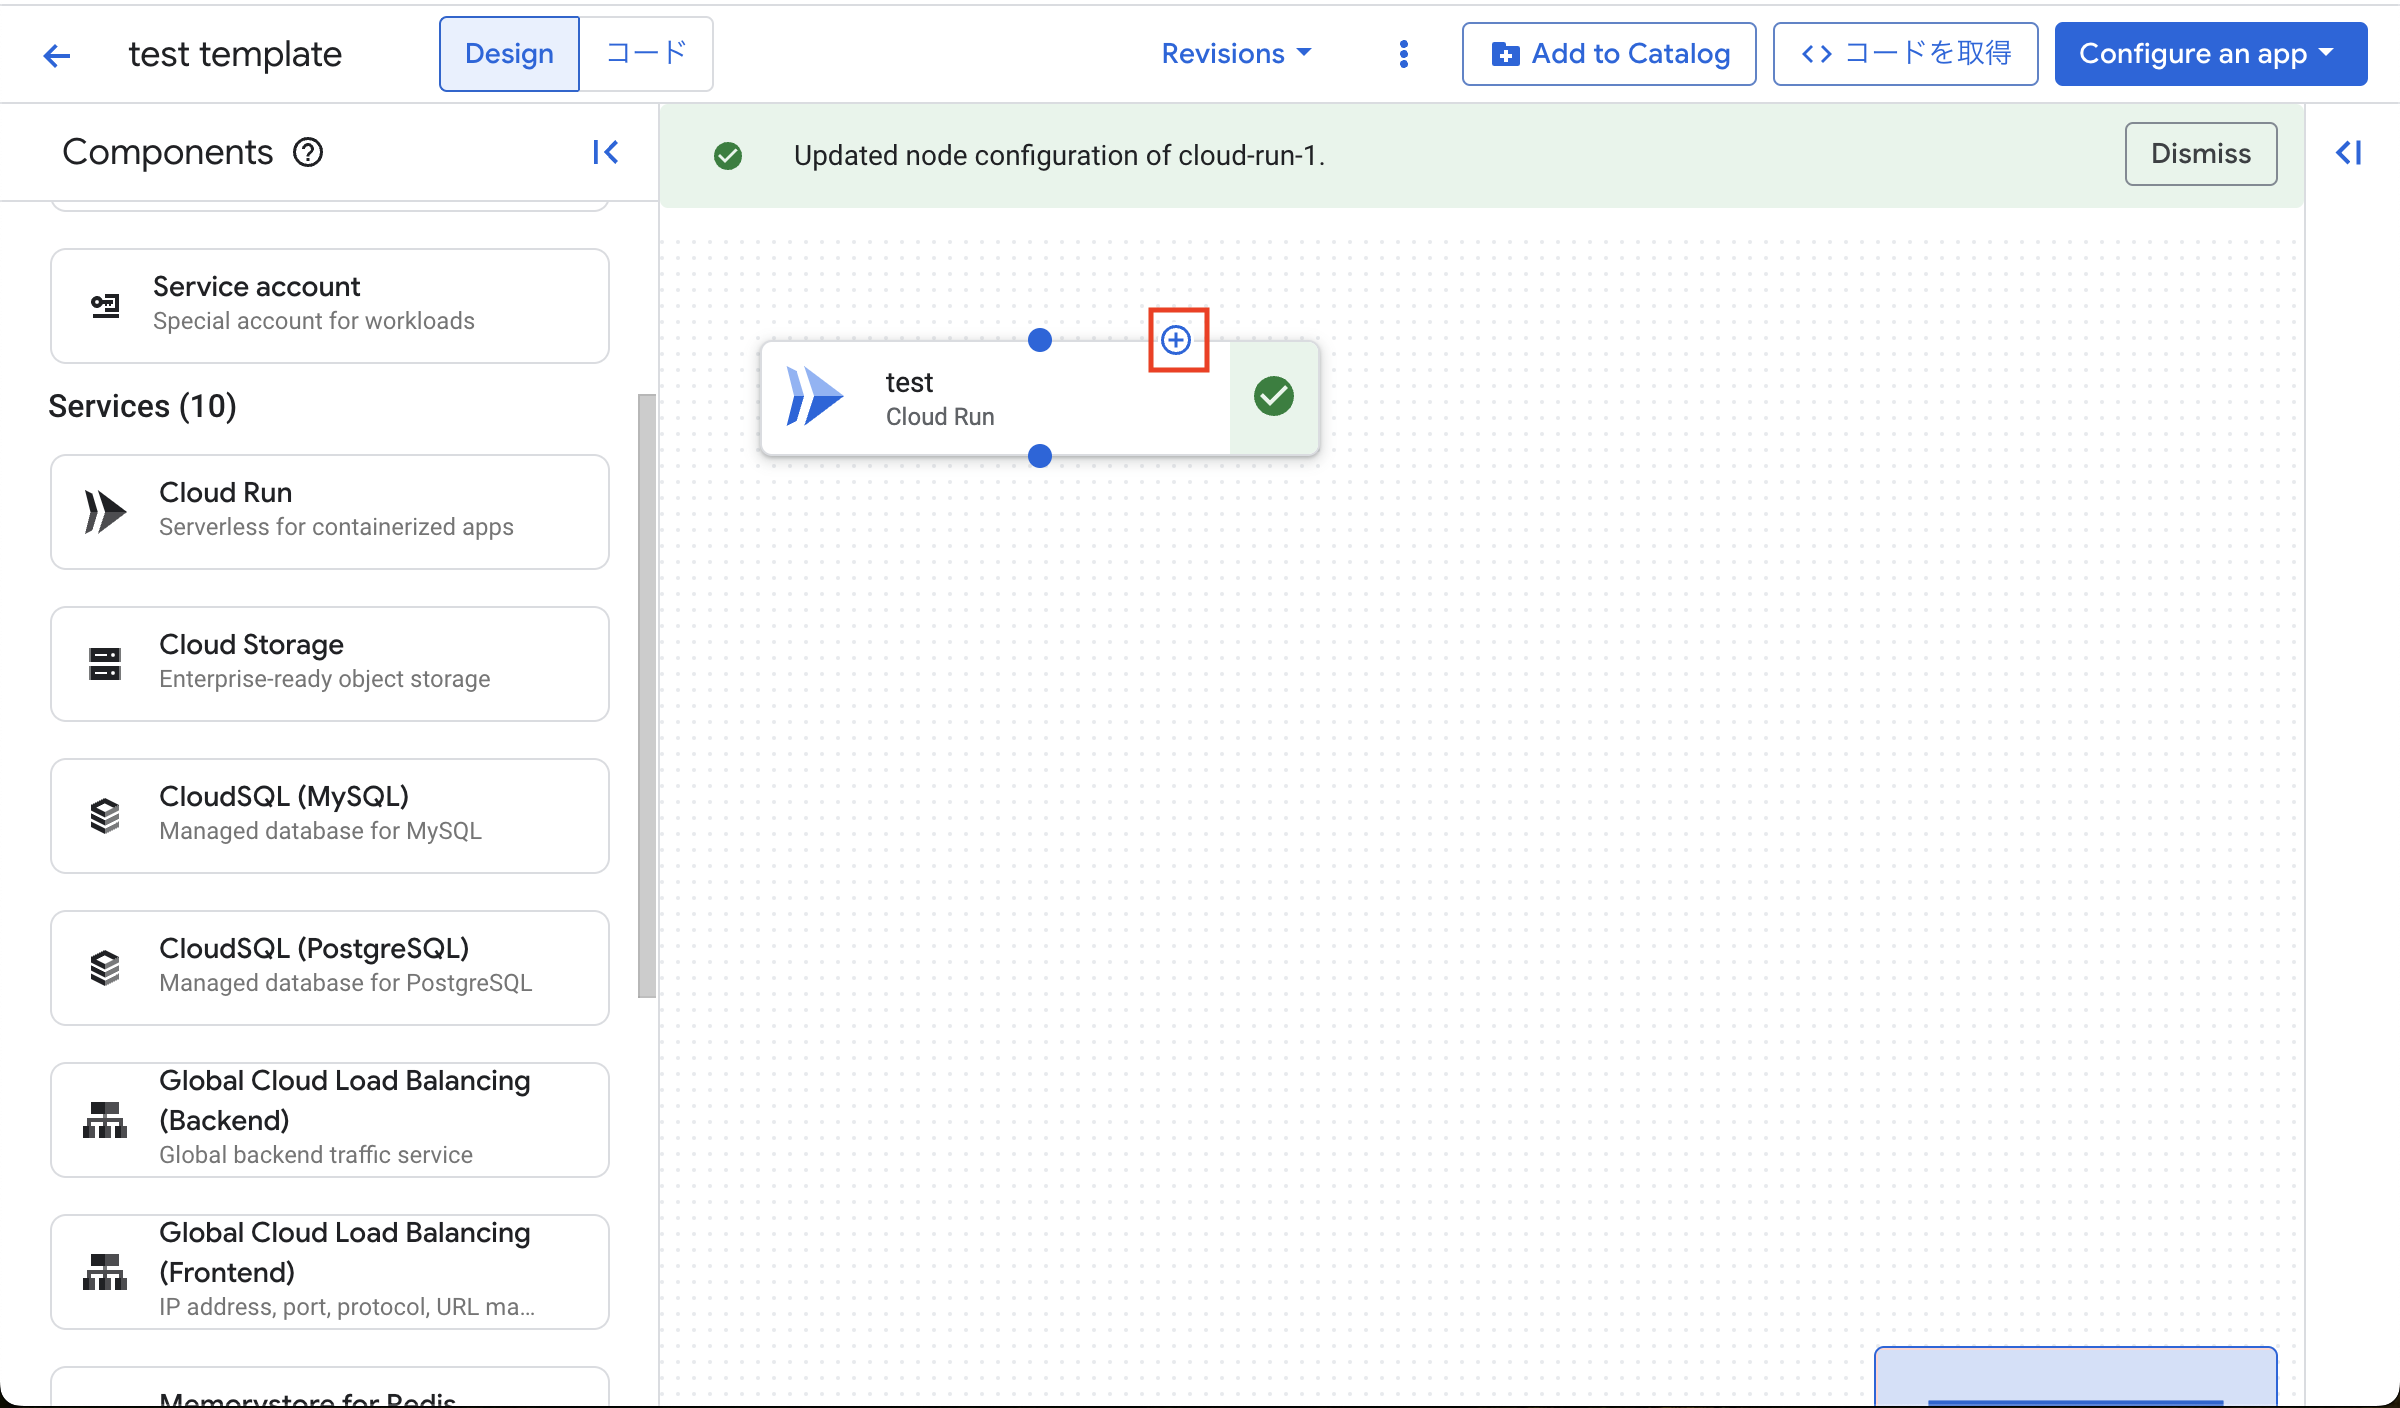 test template
Design
コード
Revisions
Add to Catalog
コードを取得
Configure an app
Components
Updated node configuration of cloud-run-1.
Dismiss
Service account
Special account for workloads
Services (10)
Cloud Run
Serverless for containerized apps
Cloud Storage
Enterprise-ready object storage
CloudSQL (MySQL)
Managed database for MySQL
CloudSQL (PostgreSQL)
Managed database for PostgreSQL
Global Cloud Load Balancing
(Backend)
Global backend traffic service
Global Cloud Load Balancing
(Frontend)
IP address, port, protocol, URL ma...
Memorystore for Redis
test
Cloud Run